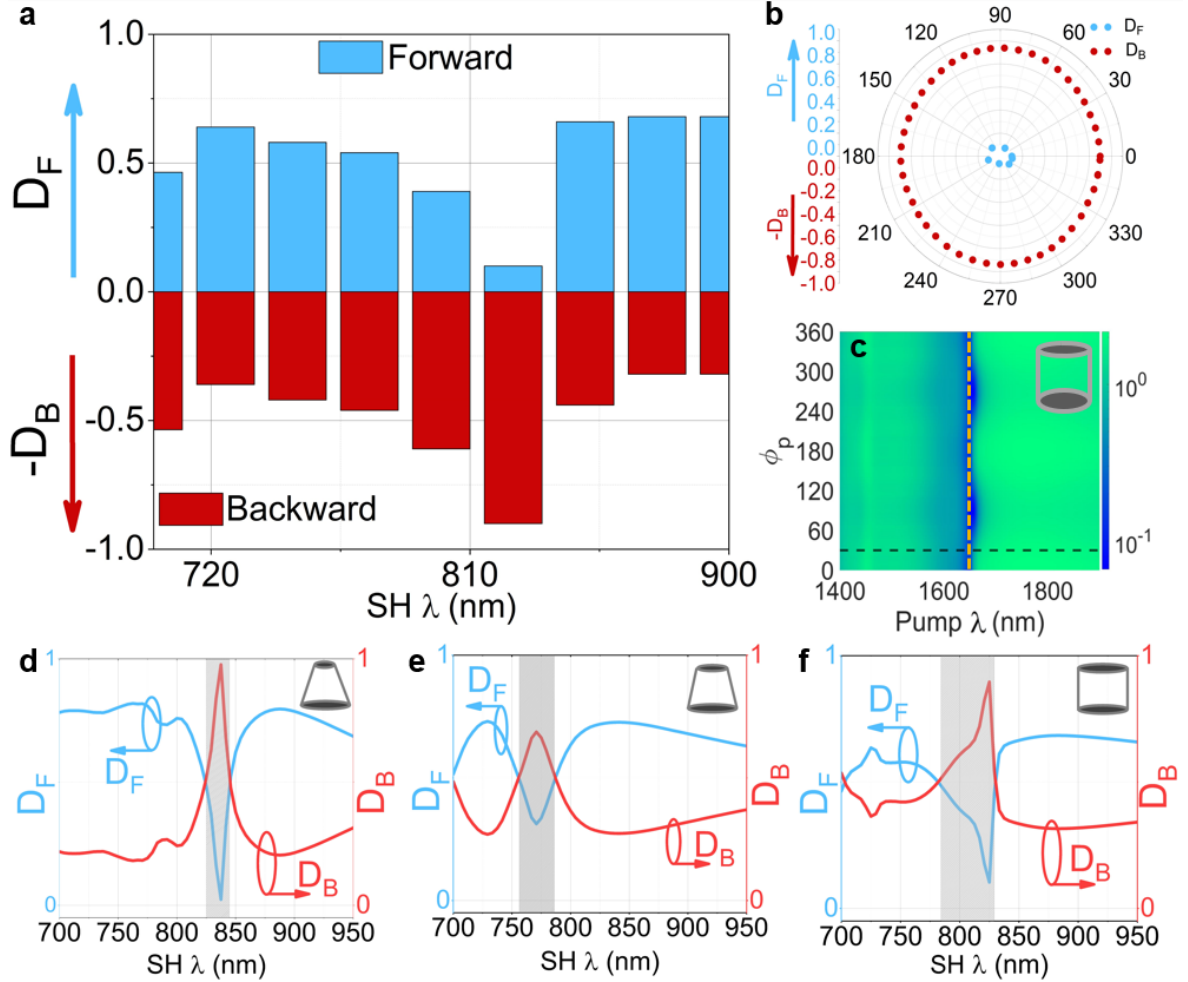 a
1.0
0.5
0.0
-0.5
-1.0
D_F
-D_B
Forward
Backward
720
810
900
SH λ (nm)
b
1.0
0.8
0.6
0.4
0.2
0.0
0.0
-0.2
-0.4
-0.6
-0.8
-1.0
D_F
-D_B
90
60
30
0
330
300
270
240
210
180
150
120
D_F
D_B
c
360
300
240
180
120
60
0
ϕ_p
1400
1600
1800
Pump λ (nm)
10^0
10^-1
d
1
0
D_F
D_F
D_B
1
0
D_B
700 750 800 850 900 950
SH λ (nm)
e
1
0
D_F
D_F
D_B
1
0
D_B
700 750 800 850 900 950
SH λ (nm)
f
1
0
D_F
D_F
D_B
1
0
D_B
700 750 800 850 900 950
SH λ (nm)